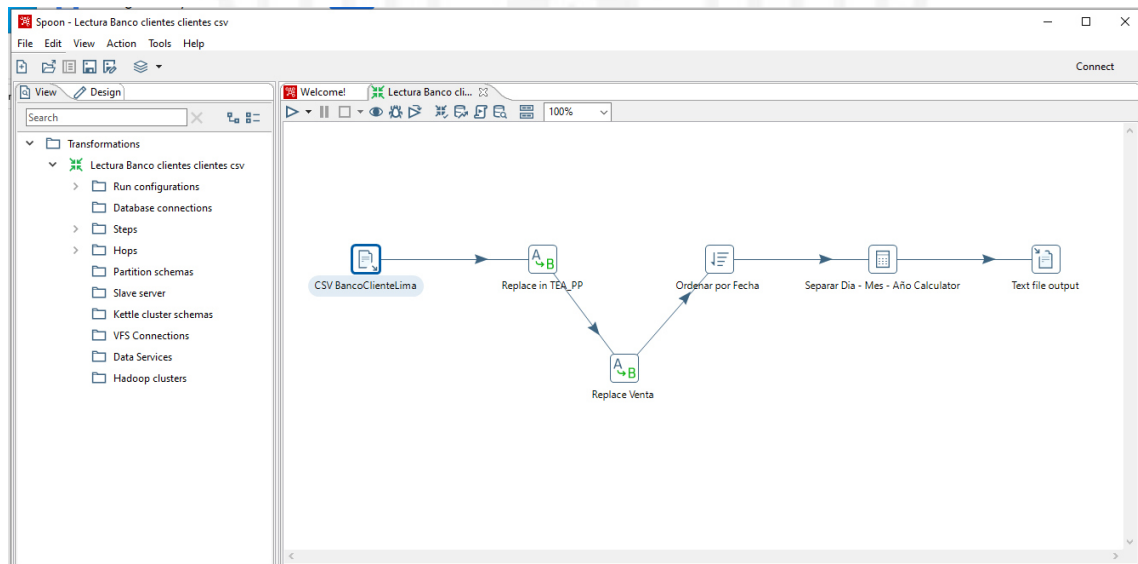 Spoon - Lectura Banco clientes clientes csv
File Edit View Action Tools Help
Connect
View Design
Welcome! Lectura Banco cli...
Search
100%
Transformations
Lectura Banco clientes clientes csv
Run configurations
Database connections
Steps
Hops
Partition schemas
Slave server
Kettle cluster schemas
VFS Connections
Data Services
Hadoop clusters
A B
CSV BancoClienteLima Replace in TEA_PP Ordenar por Fecha Separar Dia - Mes - Año Calculator Text file output
A B
Replace Venta